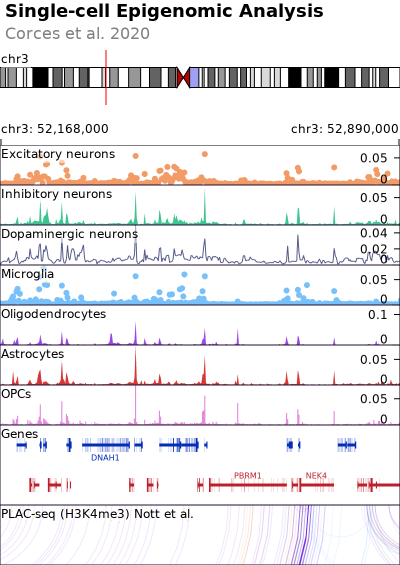 Single-cell Epigenomic Analysis
Corces et al. 2020
chr3
chr3: 52,168,000
chr3: 52,890,000
Excitatory neurons
0.05
0
Inhibitory neurons
0.05
0
Dopaminergic neurons
0.04
0.02
0
Microglia
0.05
0
Oligodendrocytes
0.1
0
Astrocytes
0.05
0
OPCs
0.05
0
Genes
DNAH1
PBRM1
NEK4
PLAC-seq (H3K4me3) Nott et al.